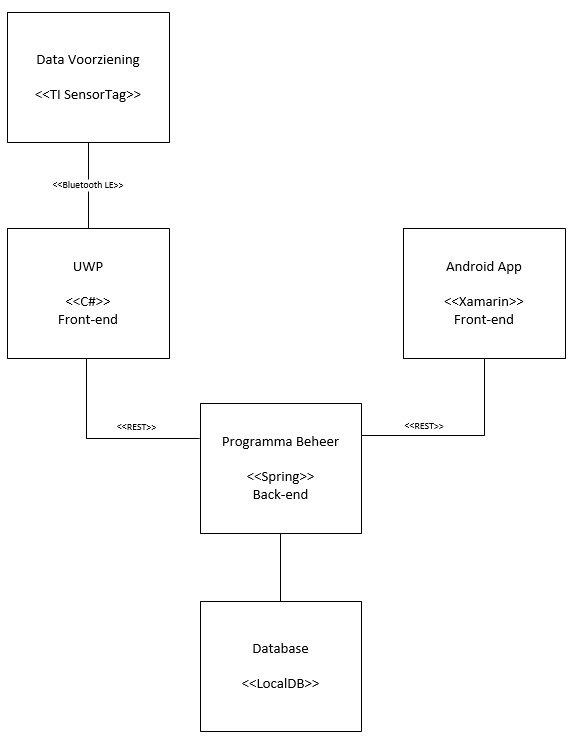 Data Voorziening
<<TI SensorTag>>
<<Bluetooth LE>>
UWP
<<C#>>
Front-end
Android App
<<Xamarin>>
Front-end
<<REST>>
<<REST>>
Programma Beheer
<<Spring>>
Back-end
Database
<<LocalDB>>